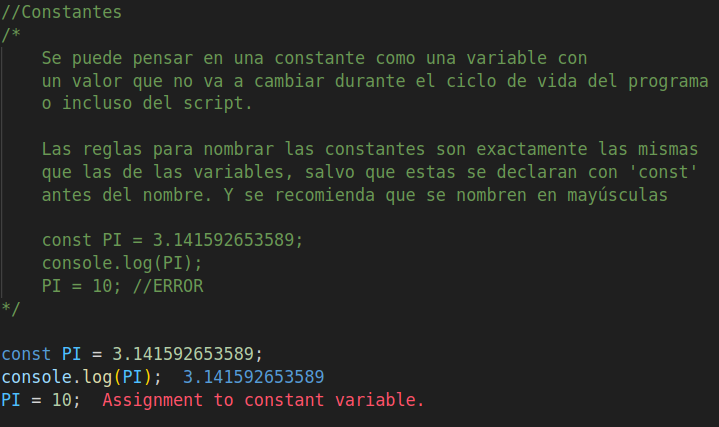 //Constantes
/*
Se puede pensar en una constante como una variable con
un valor que no va a cambiar durante el ciclo de vida del programa
o incluso del script.
Las reglas para nombrar las constantes son exactamente las mismas
que las de las variables, salvo que estas se declaran con 'const'
antes del nombre. Y se recomienda que se nombren en mayúsculas
const PI = 3.141592653589;
console.log(PI);
PI = 10; //ERROR
*/
const PI = 3.141592653589;
console.log(PI);  3.141592653589
PI = 10;  Assignment to constant variable.